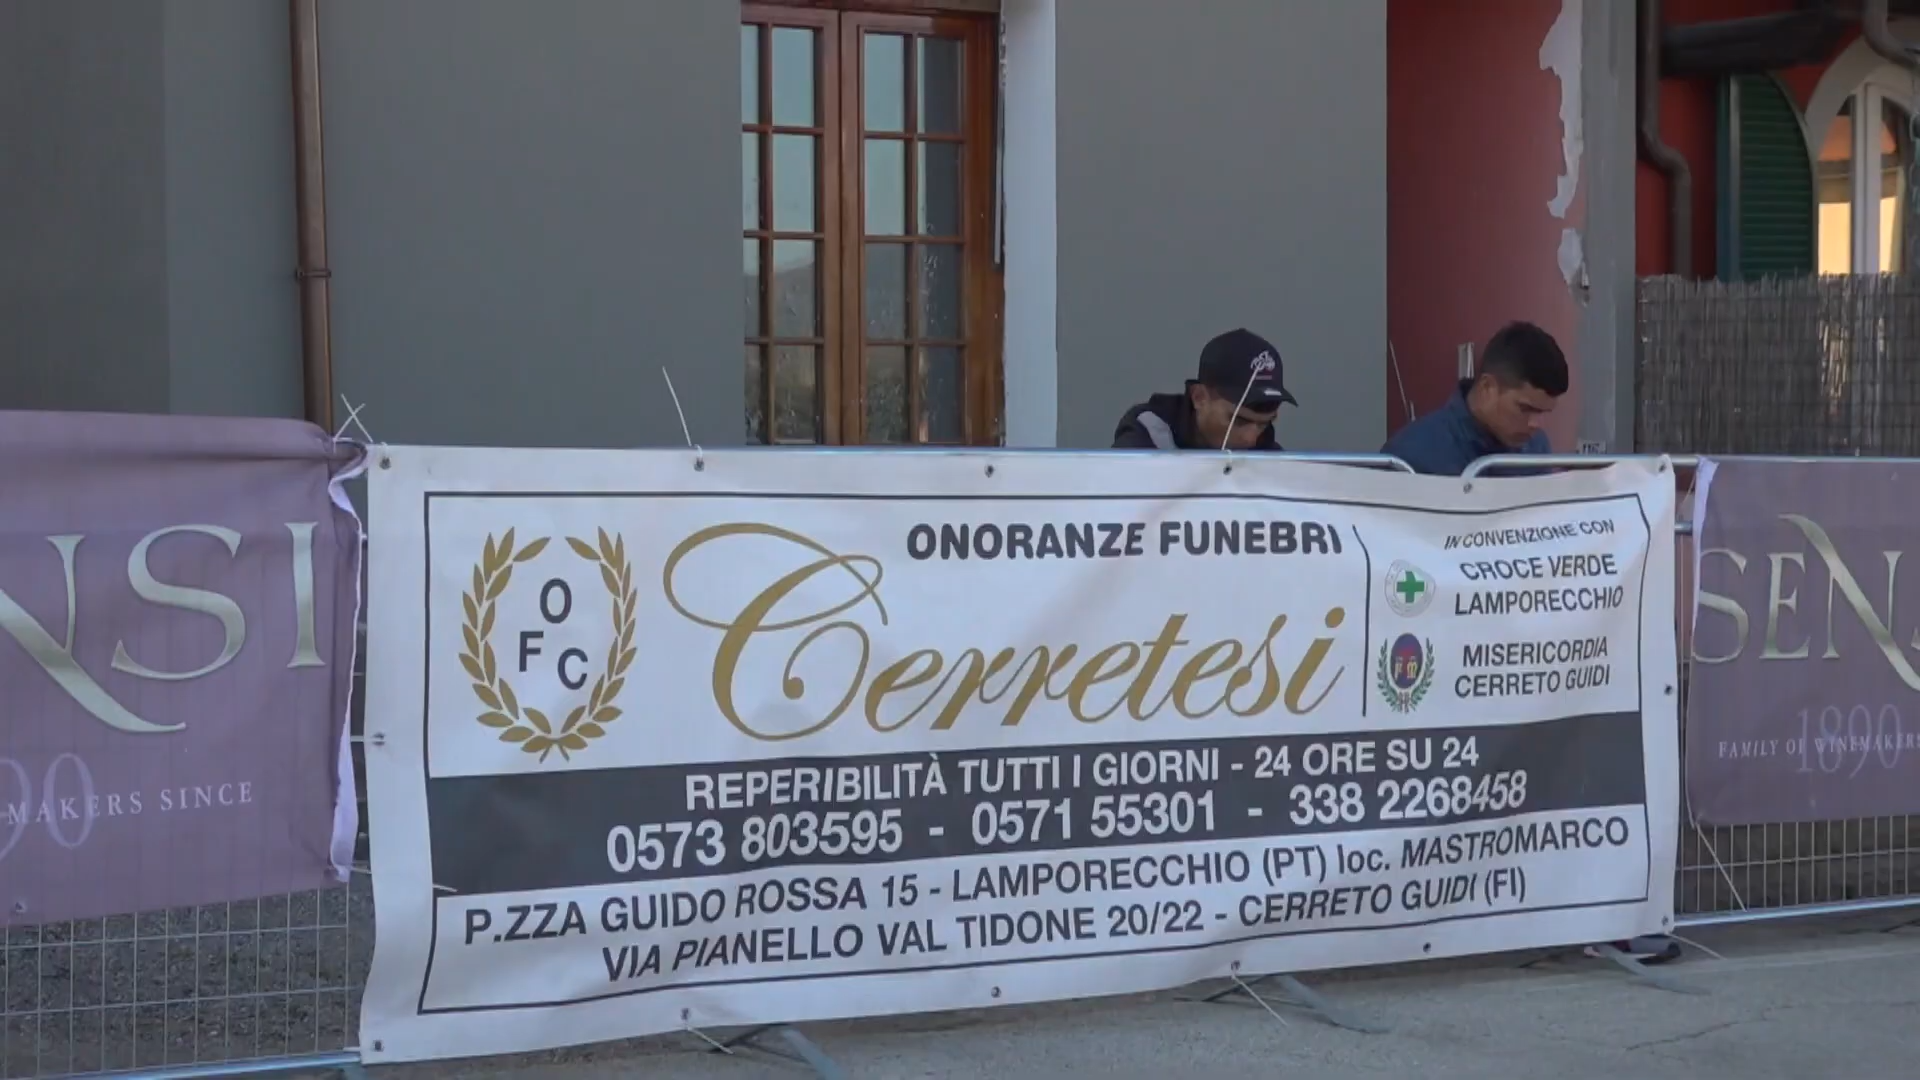 NSI
90
MAKERS SINCE
O
F C
ONORANZE FUNEBRI
Cerretesi
IN CONVENZIONE CON
CROCE VERDE
LAMPORECCHIO
MISERICORDIA
CERRETO GUIDI
REPERIBILITÀ TUTTI I GIORNI - 24 ORE SU 24
0573 803595 - 0571 55301 - 338 2268458
P.ZZA GUIDO ROSSA 15 - LAMPORECCHIO (PT) loc. MASTROMARCO
VIA PIANELLO VAL TIDONE 20/22 - CERRETO GUIDI (FI)
SEN
1890
FAMILY OF WINEMAKERS